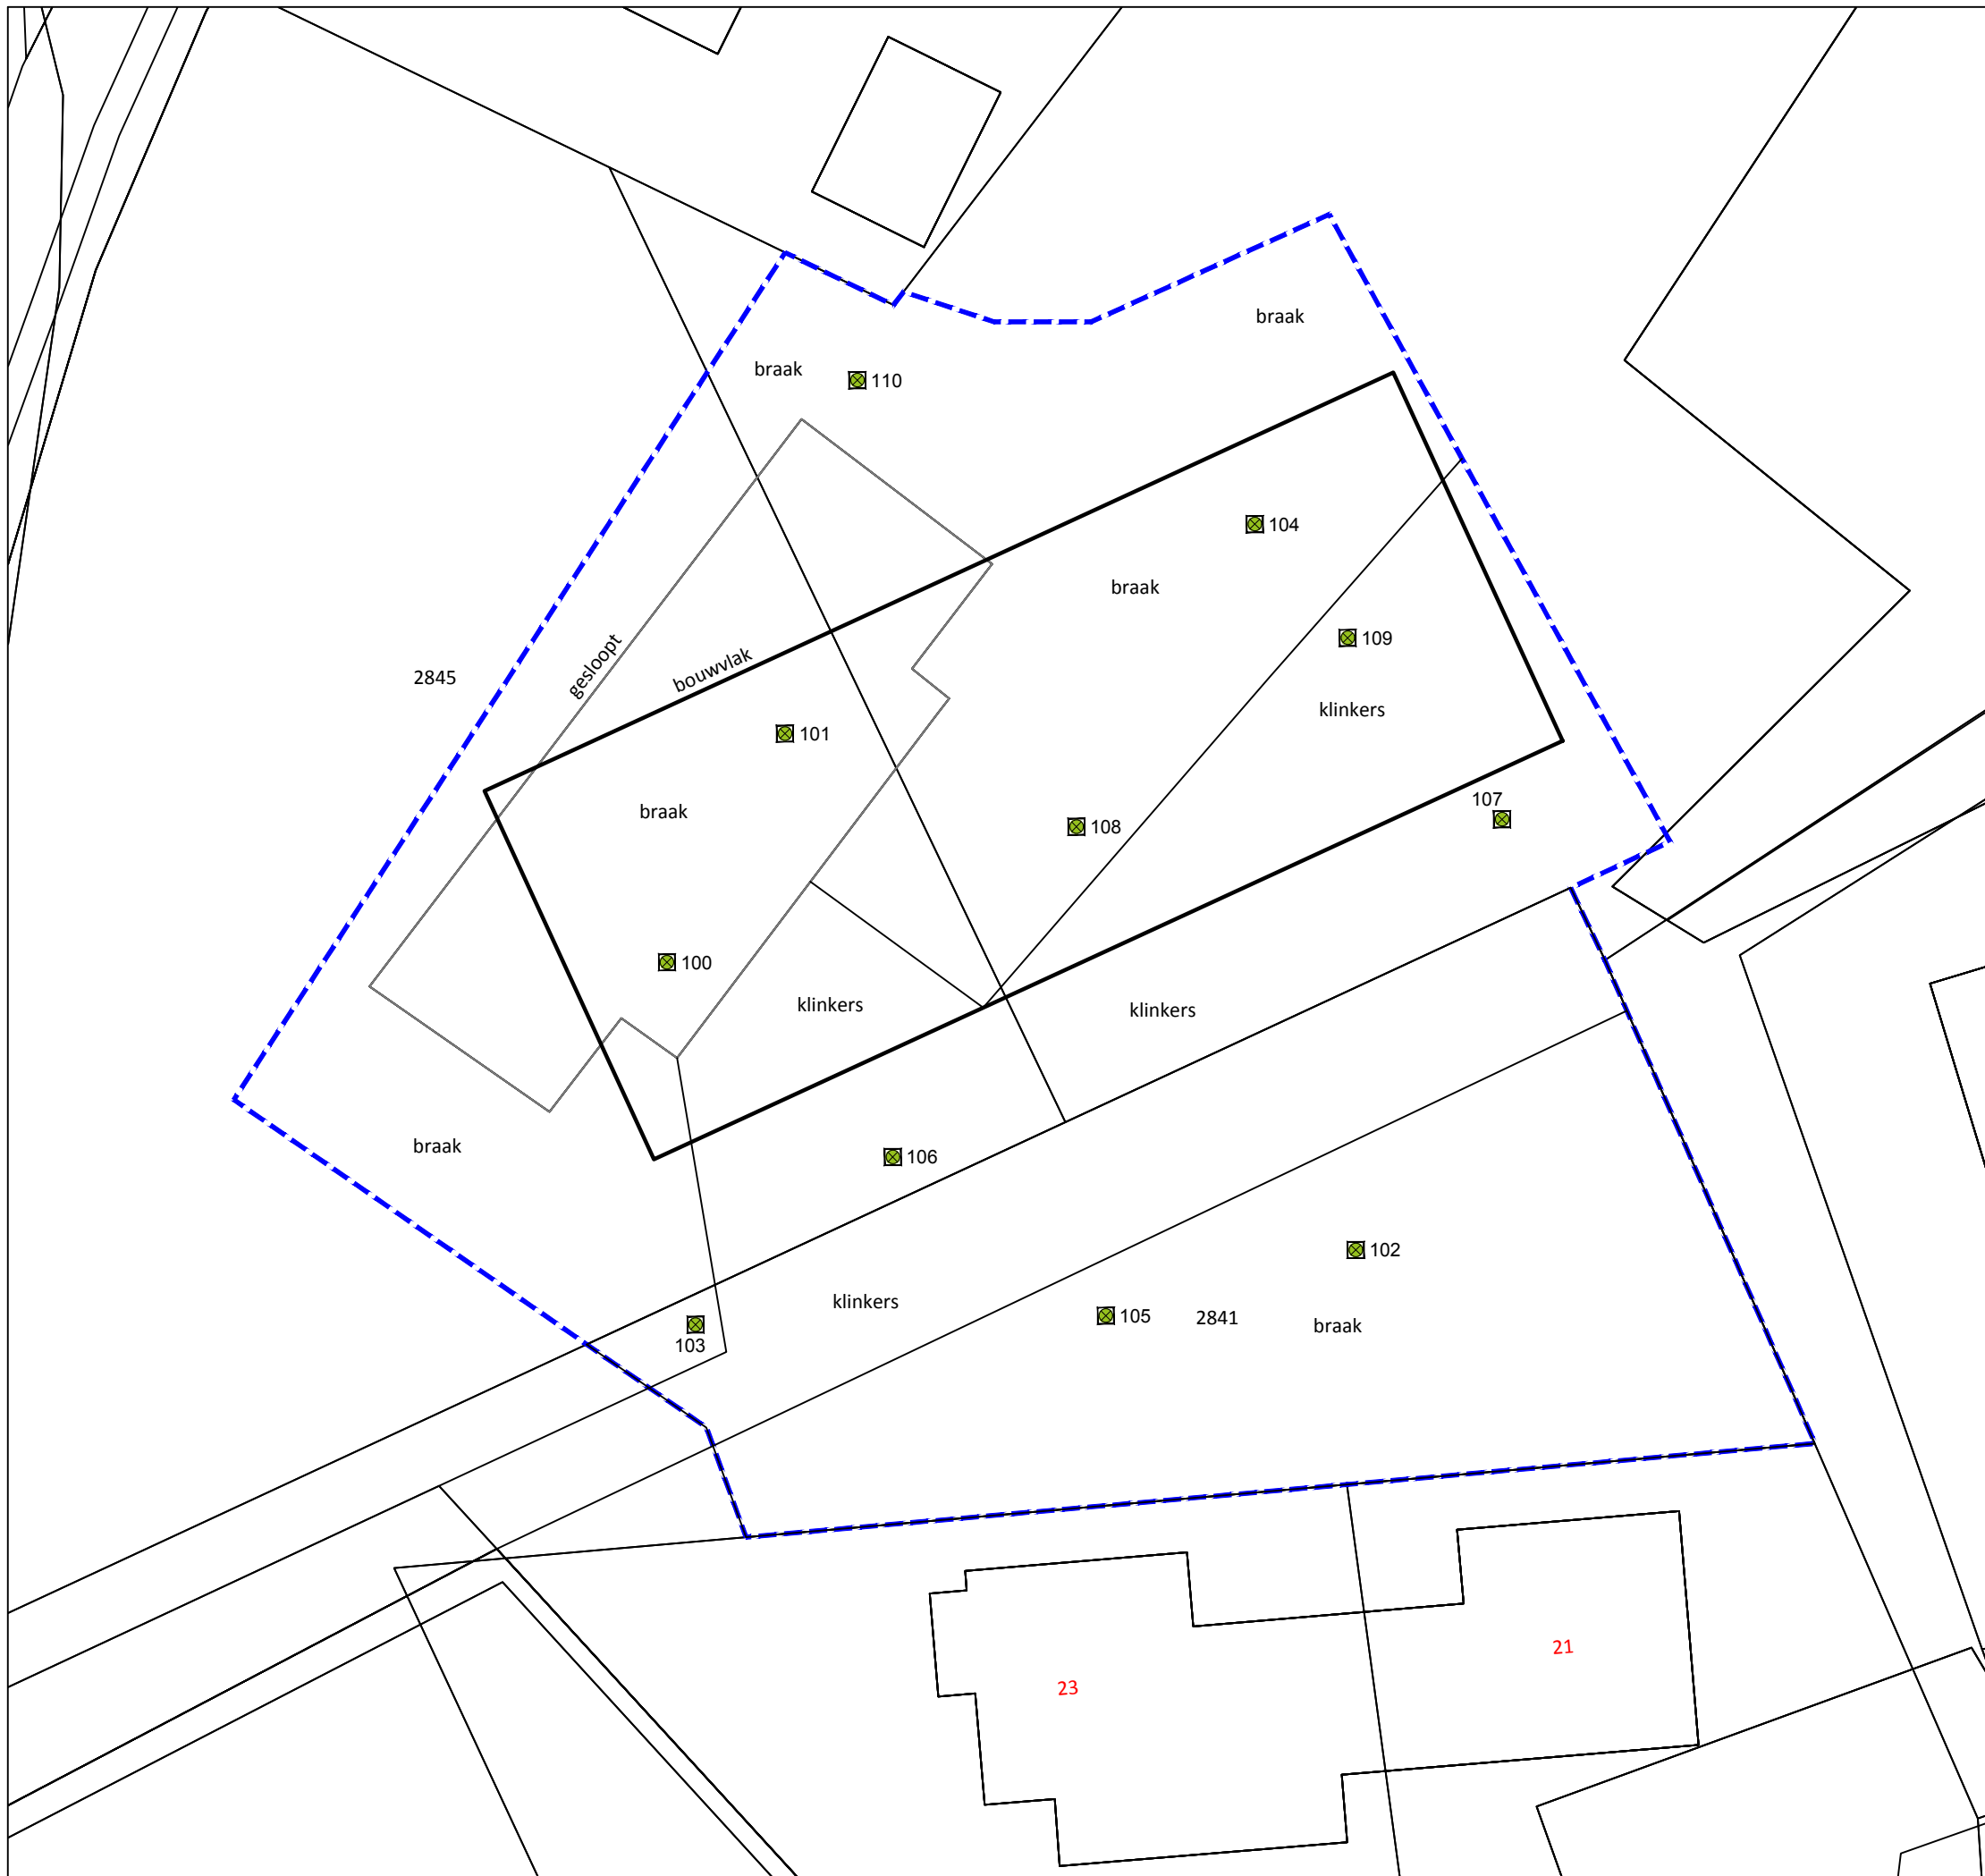 braak
braak
110
104
braak
109
gesloopt
bouwvlak
2845
klinkers
101
107
braak
108
100
klinkers
klinkers
braak
106
102
klinkers
105
2841
braak
103
21
23